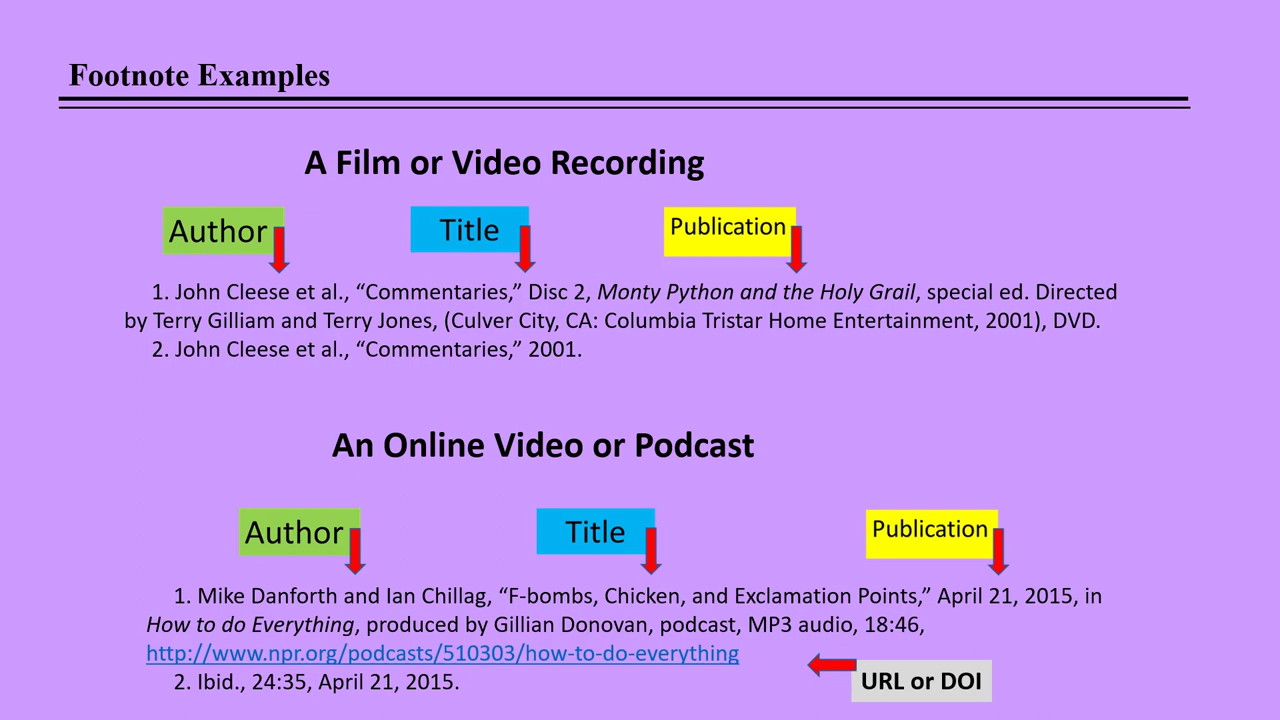 Footnote Examples
A Film or Video Recording
Author
Title
Publication
1. John Cleese et al., “Commentaries,” Disc 2, Monty Python and the Holy Grail, special ed. Directed
by Terry Gilliam and Terry Jones, (Culver City, CA: Columbia Tristar Home Entertainment, 2001), DVD.
2. John Cleese et al., “Commentaries,” 2001.
An Online Video or Podcast
Author
Title
Publication
1. Mike Danforth and Ian Chillag, “F-bombs, Chicken, and Exclamation Points,” April 21, 2015, in
How to do Everything, produced by Gillian Donovan, podcast, MP3 audio, 18:46,
http://www.npr.org/podcasts/510303/how-to-do-everything
URL or DOI
2. Ibid., 24:35, April 21, 2015.